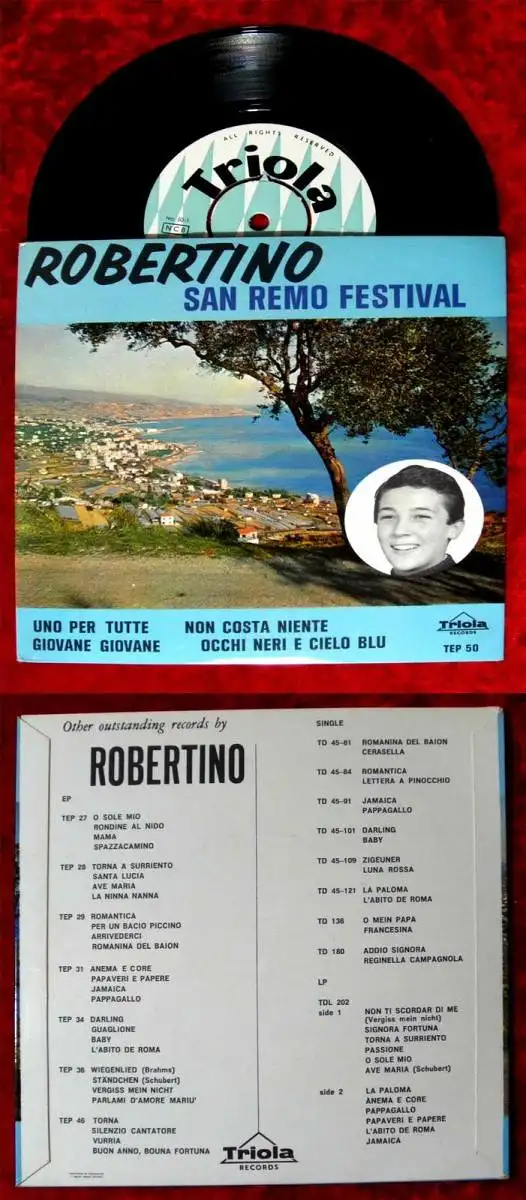 ALL RIGHTS RESERVED
Triola
NCB
ROBERTINO
SAN REMO FESTIVAL
UNO PER TUTTE
GIOVANE GIOVANE
NON COSTA NIENTE
OCCHI NERI E CIELO BLU
Triola
RECORDS
TEP 50
Other outstanding records by
ROBERTINO
EP
TEP 27 O SOLE MIO
RONDINE AL NIDO
MAMA
SPAZZACAMINO
TEP 28 TORNA A SURRIENTO
SANTA LUCIA
AVE MARIA
LA NINNA NANNA
TEP 29 ROMANTICA
PER UN BACIO PICCINO
ARRIVEDERCI
ROMANINA DEL BAION
TEP 31 ANEMA E CORE
PAPAVERI E PAPERE
JAMAICA
PAPPAGALLO
TEP 34 DARLING
GUAGLIONE
BABY
L'ABITO DE ROMA
TEP 36 WIEGENLIED (Brahms)
STÄNDCHEN (Schubert)
VERGISS MEIN NICHT
PARLAMI D'AMORE MARIU'
TEP 46 TORNA
SILENZIO CANTATORE
VURRIA
BUON ANNO, BOUNA FORTUNA
SINGLE
TD 45-81 ROMANINA DEL BAION
CERASELLA
TD 45-84 ROMANTICA
LETTERA A PINOCCHIO
TD 45-91 JAMAICA
PAPPAGALLO
TD 45-101 DARLING
BABY
TD 45-109 ZIGEUNER
LUNA ROSSA
TD 45-121 LA PALOMA
L'ABITO DE ROMA
TD 136 O MEIN PAPA
FRANCESINA
TD 180 ADDIO SIGNORA
REGINELLA CAMPAGNOLA
LP
TDL 202
side 1 NON TI SCORDAR DI ME
(Vergiss mein nicht)
SIGNORA FORTUNA
TORNA A SURRIENTO
PASSIONE
O SOLE MIO
AVE MARIA (Schubert)
side 2 LA PALOMA
ANEMA E CORE
PAPPAGALLO
PAPAVERI E PAPERE
L'ABITO DE ROMA
JAMAICA
Triola
RECORDS